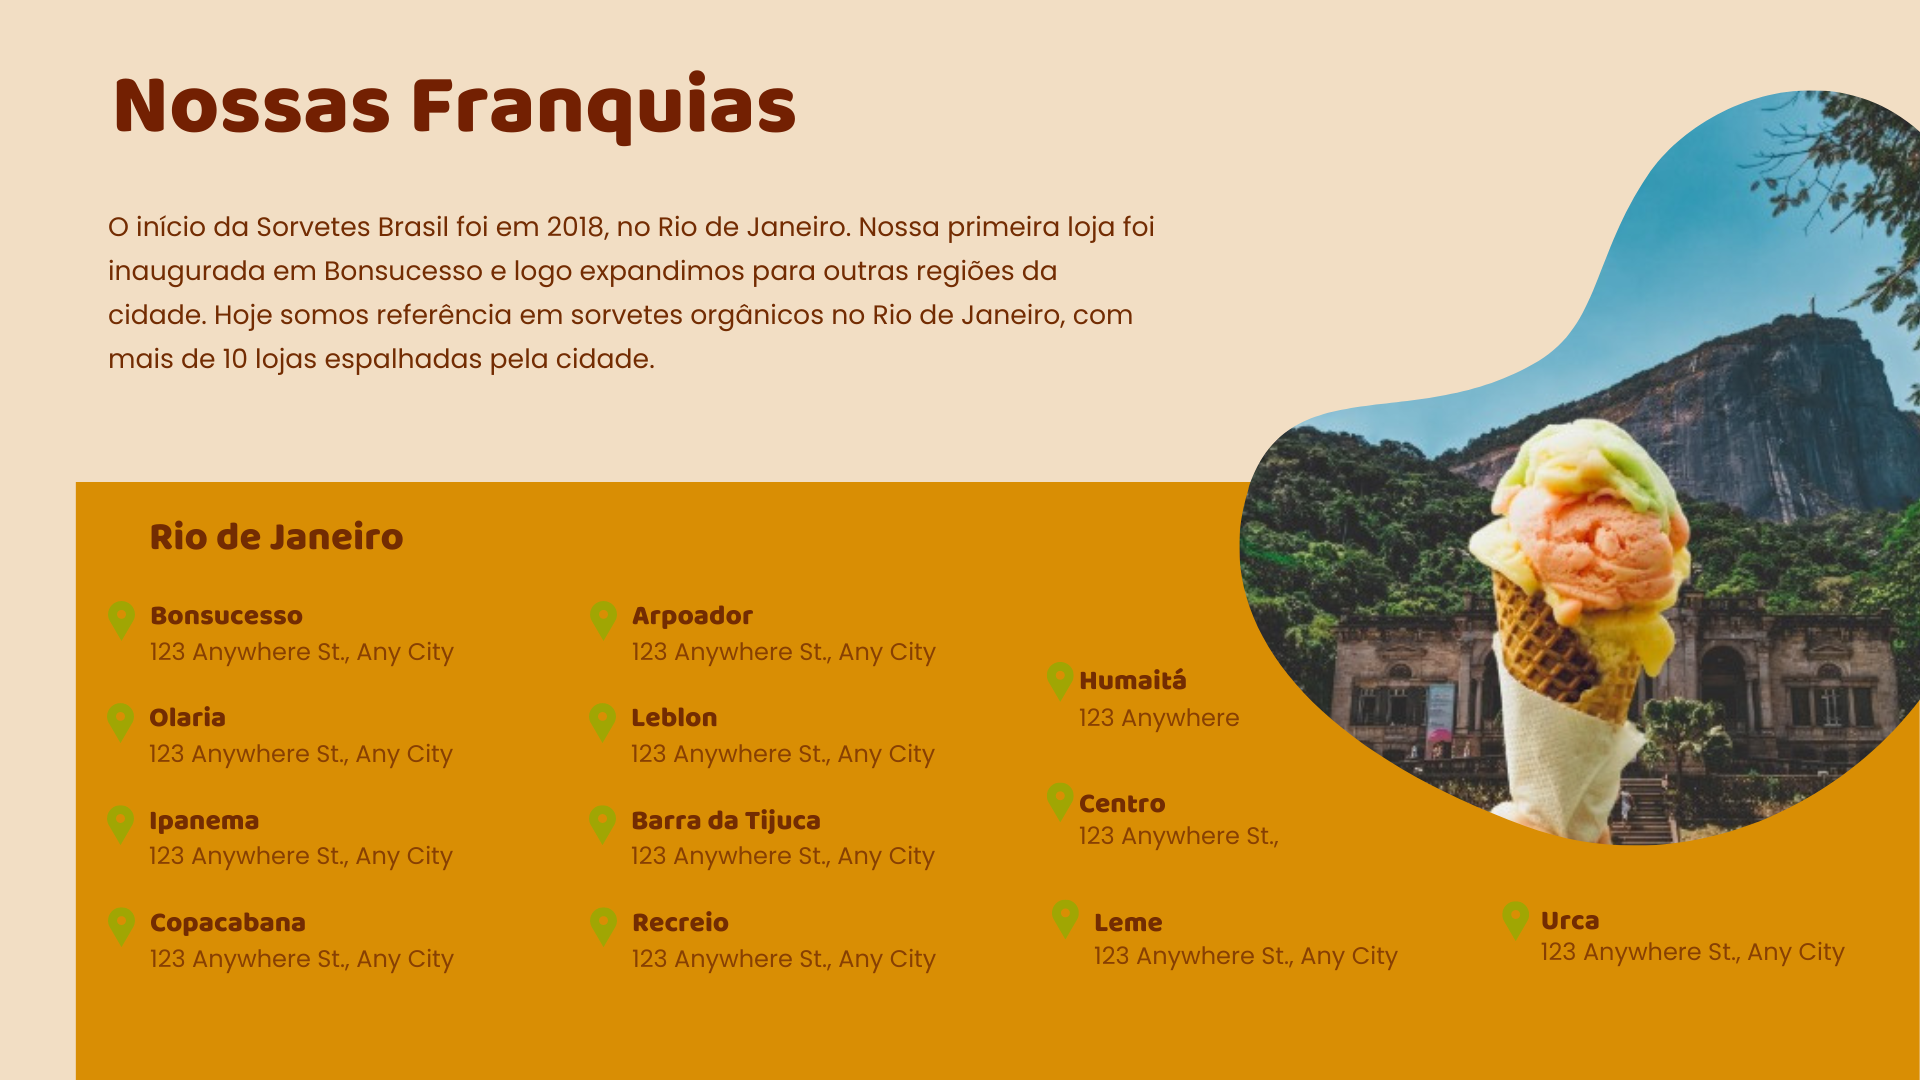 Nossas Franquias
O início da Sorvetes Brasil foi em 2018, no Rio de Janeiro. Nossa primeira loja foi
inaugurada em Bonsucesso e logo expandimos para outras regiões da
cidade. Hoje somos referência em sorvetes orgânicos no Rio de Janeiro, com
mais de 10 lojas espalhadas pela cidade.
Rio de Janeiro
Bonsucesso
123 Anywhere St., Any City
Olaria
123 Anywhere St., Any City
Ipanema
123 Anywhere St., Any City
Copacabana
123 Anywhere St., Any City
Arpoador
123 Anywhere St., Any City
Leblon
123 Anywhere St., Any City
Barra da Tijuca
123 Anywhere St., Any City
Recreio
123 Anywhere St., Any City
Humaitá
123 Anywhere
Centro
123 Anywhere St.,
Leme
123 Anywhere St., Any City
Urca
123 Anywhere St., Any City